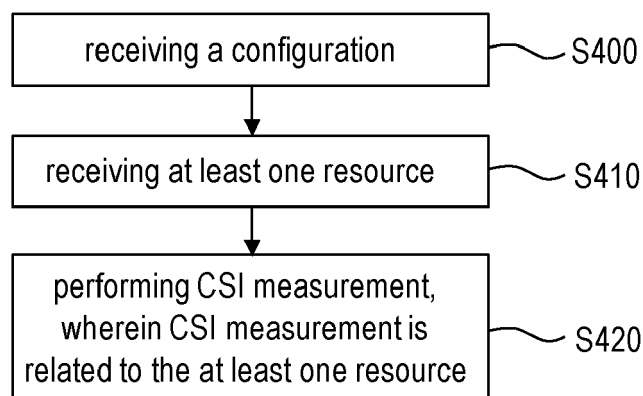 receiving a configuration
S400
receiving at least one resource
S410
performing CSI measurement,
wherein CSI measurement is
related to the at least one resource
S420